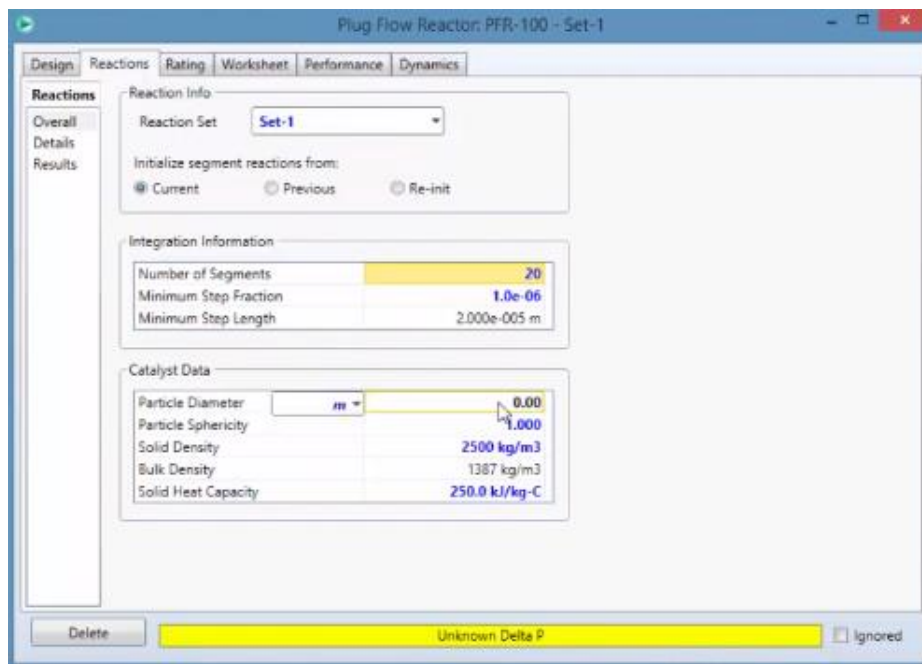 Plug Flow Reactor: PFR-100 - Set-1
Design Reactions Rating Worksheet Performance Dynamics
Reactions
Overall
Details
Results
Reaction Info
Reaction Set Set-1
Initialize segment reactions from:
Current Previous Re-init
Integration Information
Number of Segments 20
Minimum Step Fraction 1.0e-06
Minimum Step Length 2.000e-005 m
Catalyst Data
Particle Diameter m 0.00
Particle Sphericity 1.000
Solid Density 2500 kg/m3
Bulk Density 1387 kg/m3
Solid Heat Capacity 250.0 kJ/kg-C
Delete Unknown Delta P Ignored